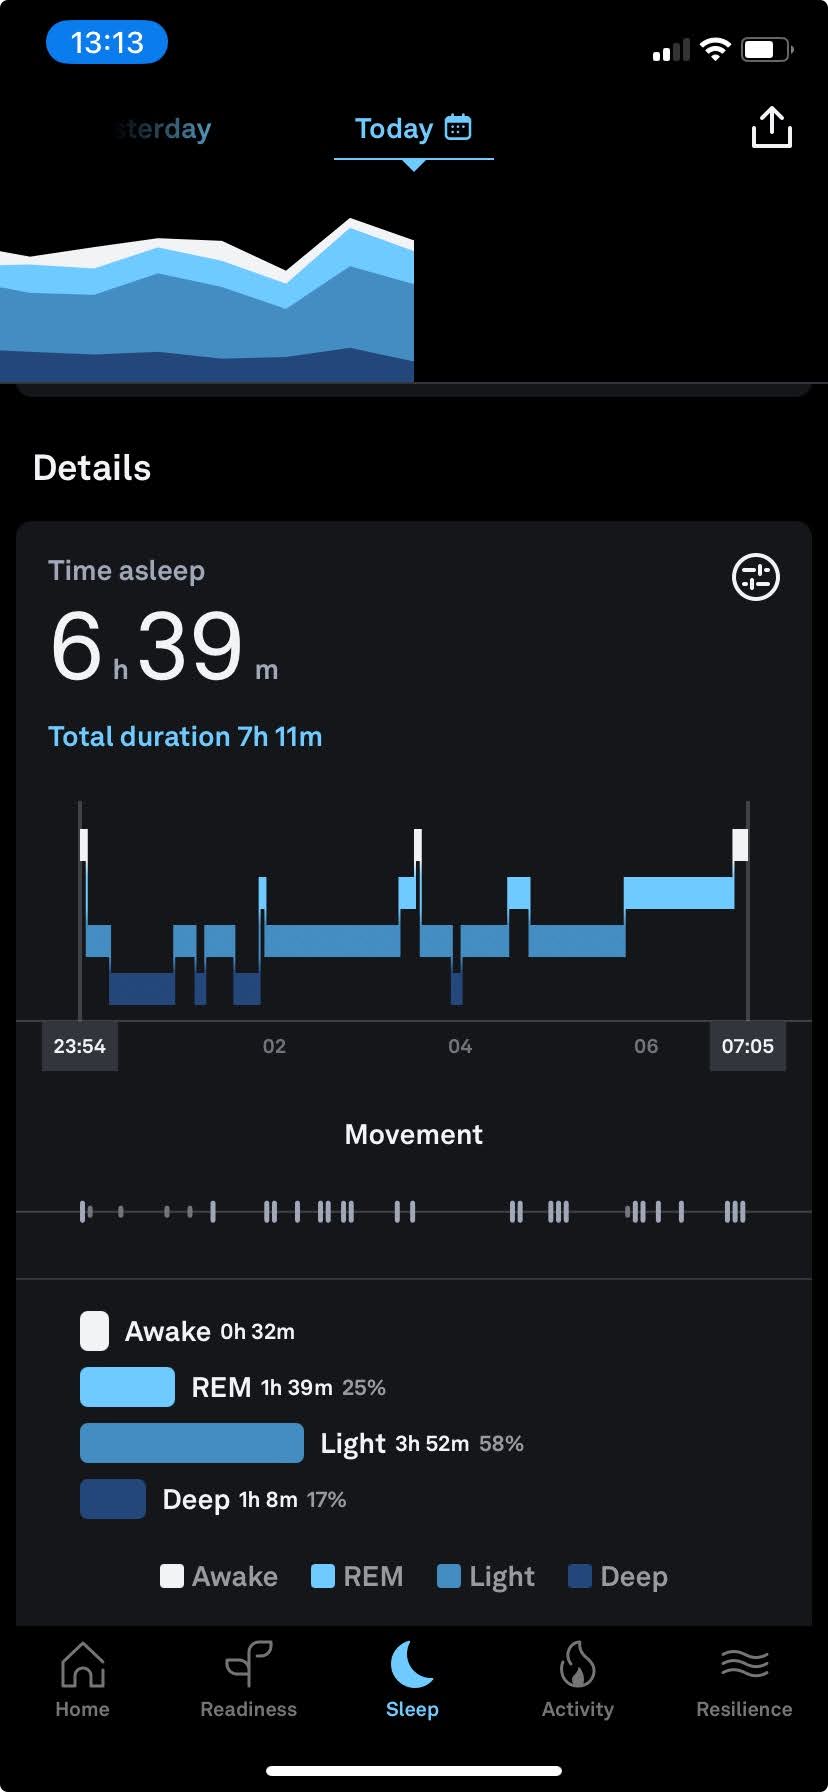 13:13
sterday Today
Details
Time asleep
6 h 39 m
Total duration 7h 11m
23:54 02 04 06 07:05
Movement
Awake 0h 32m
REM 1h 39m 25%
Light 3h 52m 58%
Deep 1h 8m 17%
Awake REM Light Deep
Home Readiness Sleep Activity Resilience